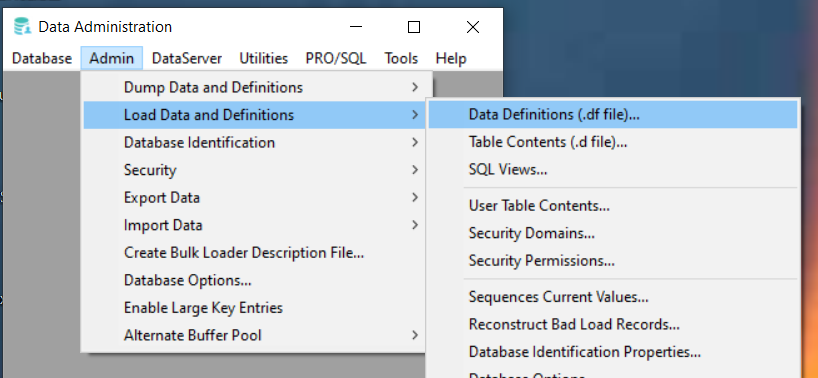 Data Administration
Database Admin DataServer Utilities PRO/SQL Tools Help
Dump Data and Definitions
Load Data and Definitions
Database Identification
Security
Export Data
Import Data
Create Bulk Loader Description File...
Database Options...
Enable Large Key Entries
Alternate Buffer Pool
Data Definitions (.df file)...
Table Contents (.d file)...
SQL Views...
User Table Contents...
Security Domains...
Security Permissions...
Sequences Current Values...
Reconstruct Bad Load Records...
Database Identification Properties...
Database Options